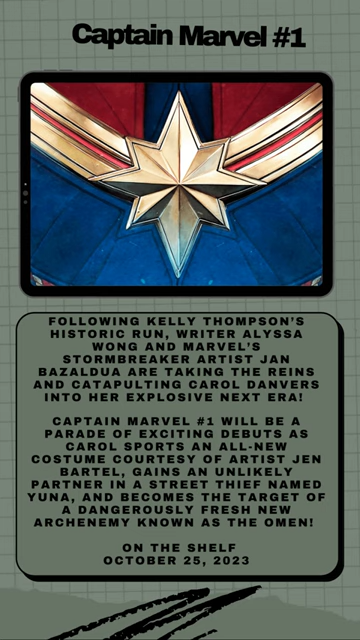 Captain Marvel #1
FOLLOWING KELLY THOMPSON'S
HISTORIC RUN, WRITER ALYSSA
WONG AND MARVEL'S
STORMBREAKER ARTIST JAN
BAZALDUA ARE TAKING THE REINS
AND CATAPULTING CAROL DANVERS
INTO HER EXPLOSIVE NEXT ERA!
CAPTAIN MARVEL #1 WILL BE A
PARADE OF EXCITING DEBUTS AS
CAROL SPORTS AN ALL-NEW
COSTUME COURTESY OF ARTIST JEN
BARTEL, GAINS AN UNLIKELY
PARTNER IN A STREET THIEF NAMED
YUNA, AND BECOMES THE TARGET OF
A DANGEROUSLY FRESH NEW
ARCHENEMY KNOWN AS THE OMEN!
ON THE SHELF
OCTOBER 25, 2023